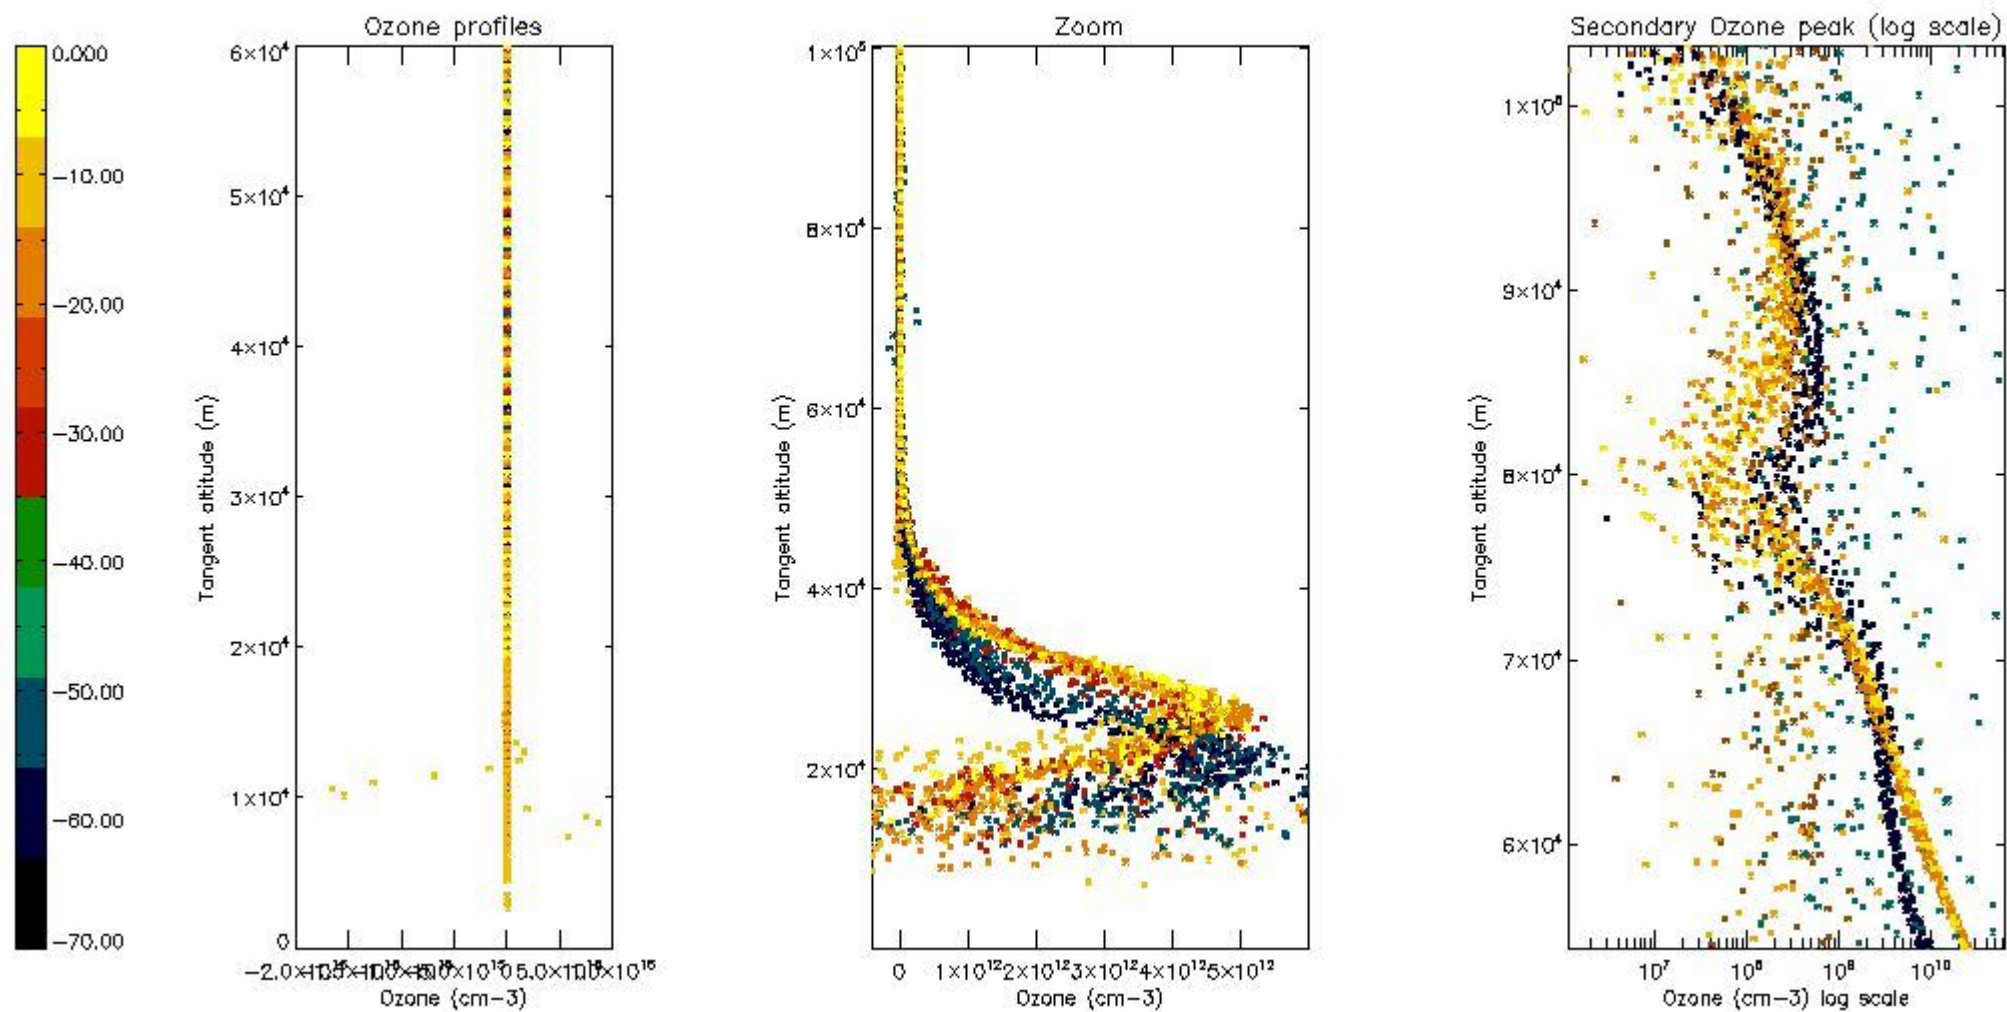 Ozone profiles
Zoom
Secondary Ozone peak (log scale)
0.000
-10.00
-20.00
-30.00
-40.00
-50.00
-60.00
-70.00
6×10⁴
5×10⁴
4×10⁴
3×10⁴
2×10⁴
1×10⁴
0
Tangent altitude (m)
Ozone (cm-3)
1×10⁵
8×10⁴
6×10⁴
4×10⁴
2×10⁴
Tangent altitude (m)
0 1×10¹² 2×10¹² 3×10¹² 4×10¹² 5×10¹²
Ozone (cm-3)
9×10⁴
8×10⁴
7×10⁴
6×10⁴
Tangent altitude (m)
10⁷ 10⁸ 10⁹ 10¹⁰
Ozone (cm-3) log scale